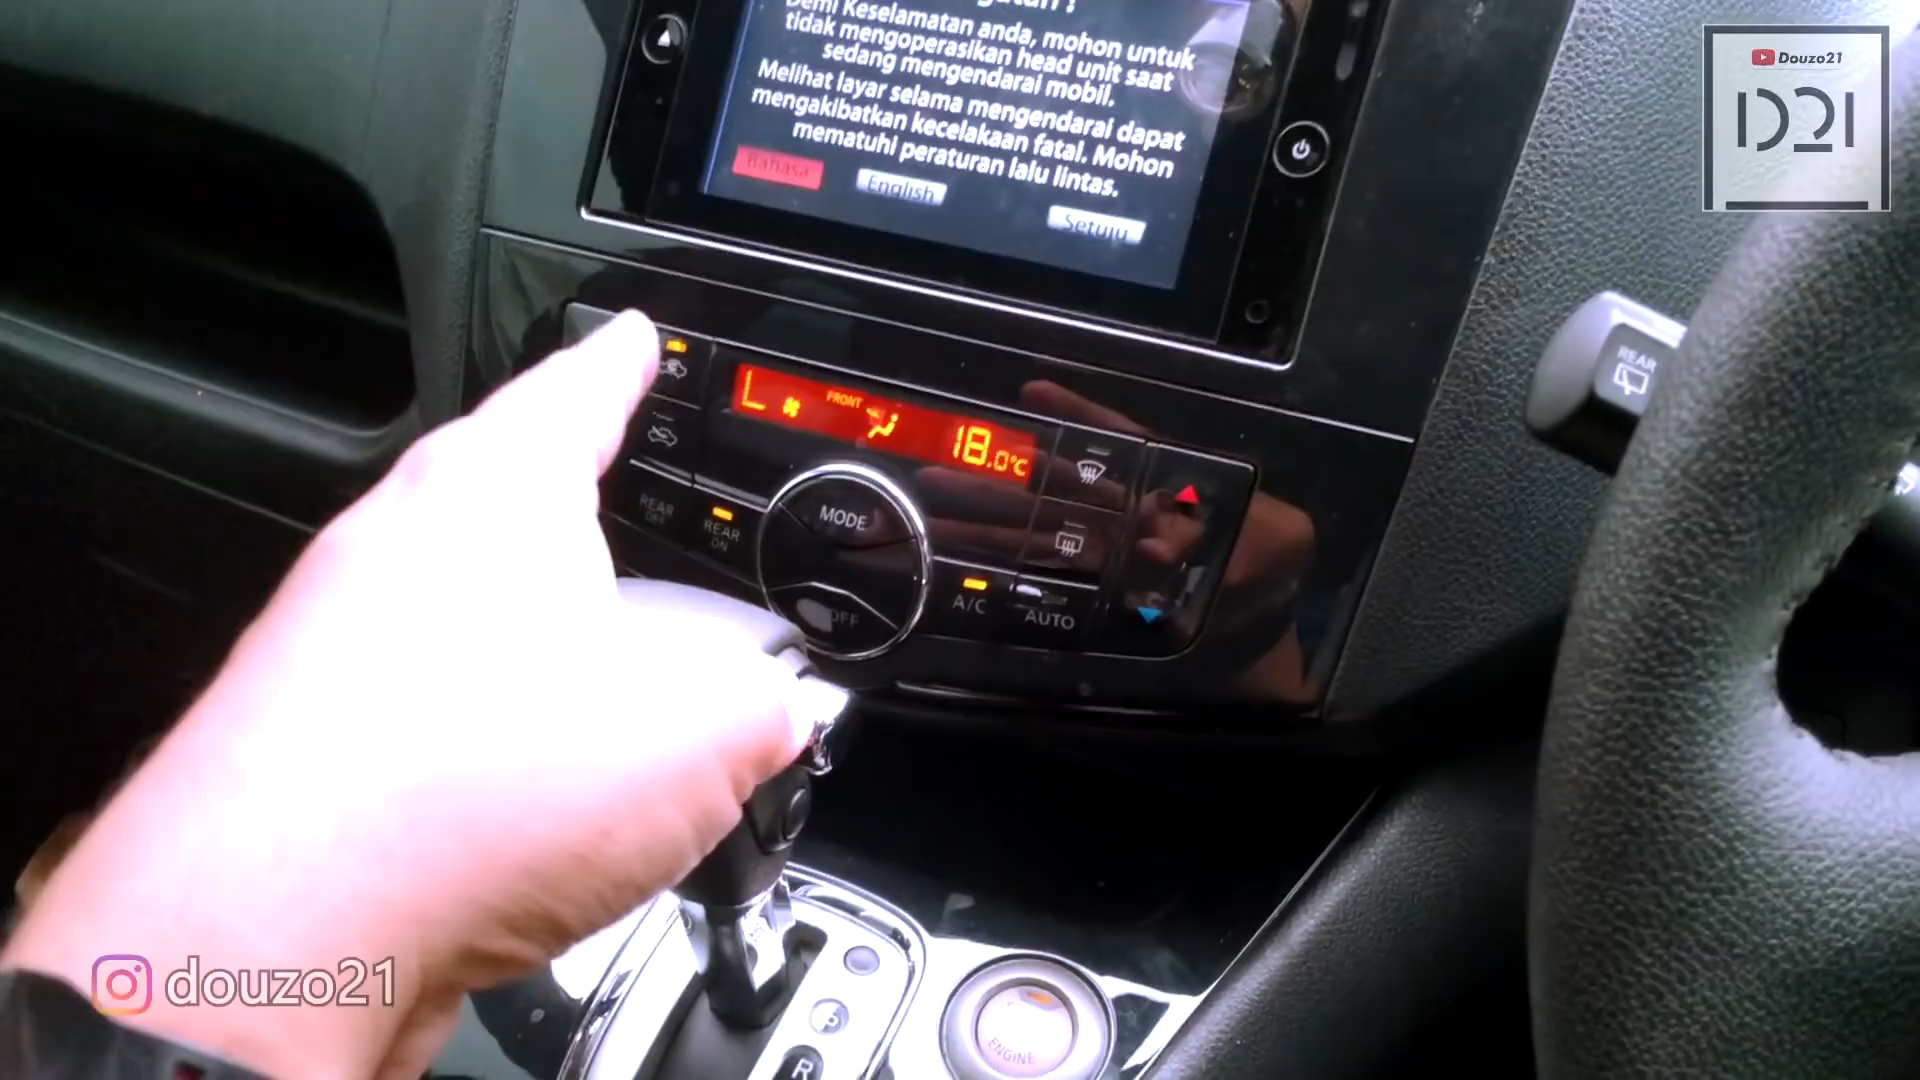 Demi Keselamatan anda, mohon untuk
tidak mengoperasikan head unit saat
sedang mengendarai mobil.
Melihat layar selama mengendarai dapat
mengakibatkan kecelakaan fatal. Mohon
mematuhi peraturan lalu lintas.
Bahasa
English
Setuju
Douzo21
D21
REAR
FRONT
L
18.0°C
REAR
OFF
REAR
ON
MODE
OFF
A/C
AUTO
douzo21
P
R
ENGINE